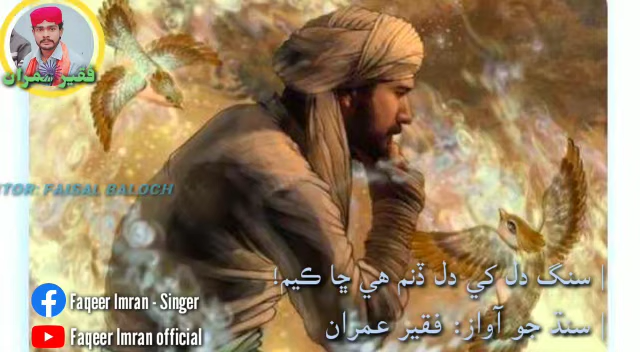 فقير عمران
TOR: FAISAL BALOCH
| سنگ دل کي دل ڏنم هي ڇا ڪيم!
| سنڌ جو آواز: فقير عمران
Faqeer Imran - Singer
Faqeer Imran official